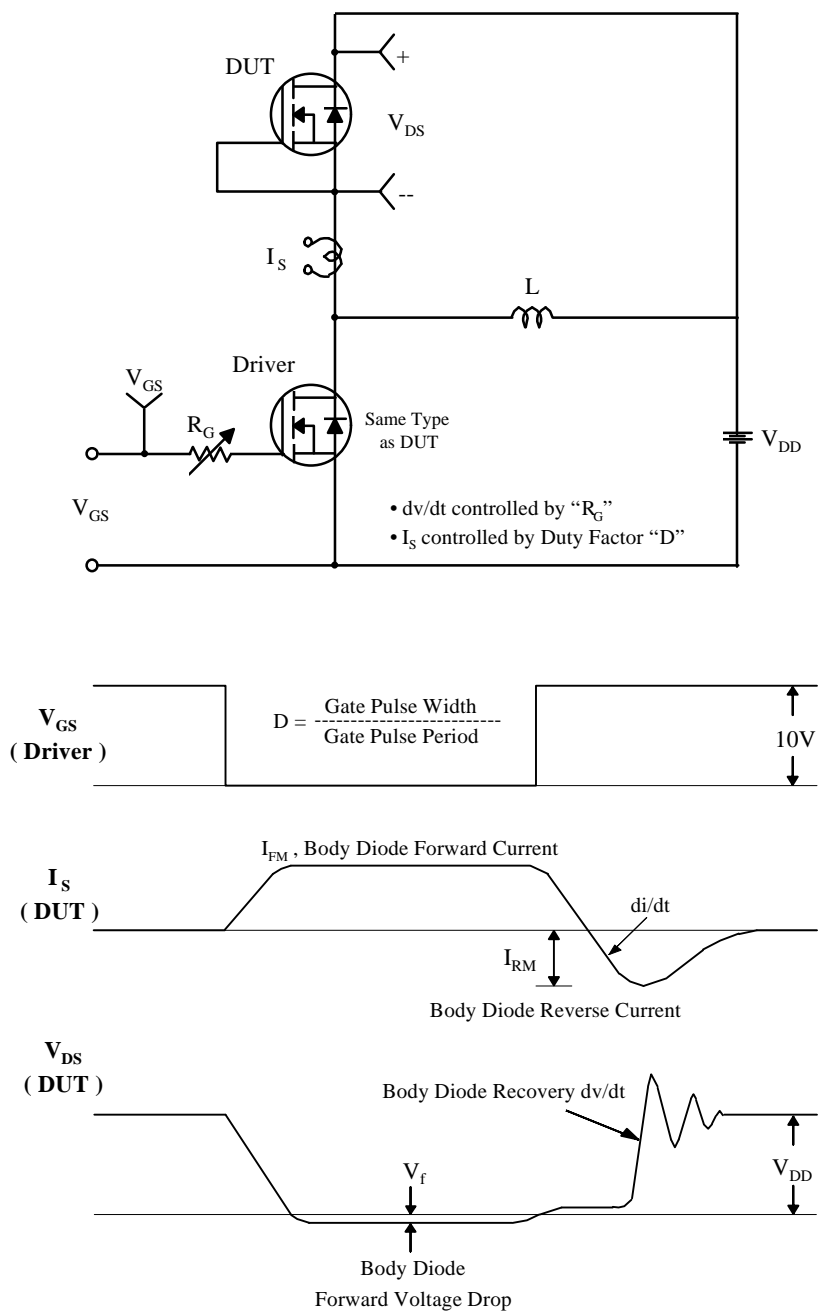 DUT
+
V_DS
--
I_S
L
Driver
V_GS
R_G
Same Type
as DUT
V_DD
V_GS
• dv/dt controlled by “R_G”
• I_S controlled by Duty Factor “D”
V_GS
( Driver )
D = Gate Pulse Width
--------------------------
Gate Pulse Period
10V
I_FM , Body Diode Forward Current
I_S
( DUT )
di/dt
I_RM
Body Diode Reverse Current
V_DS
( DUT )
Body Diode Recovery dv/dt
V_f
V_DD
Body Diode
Forward Voltage Drop